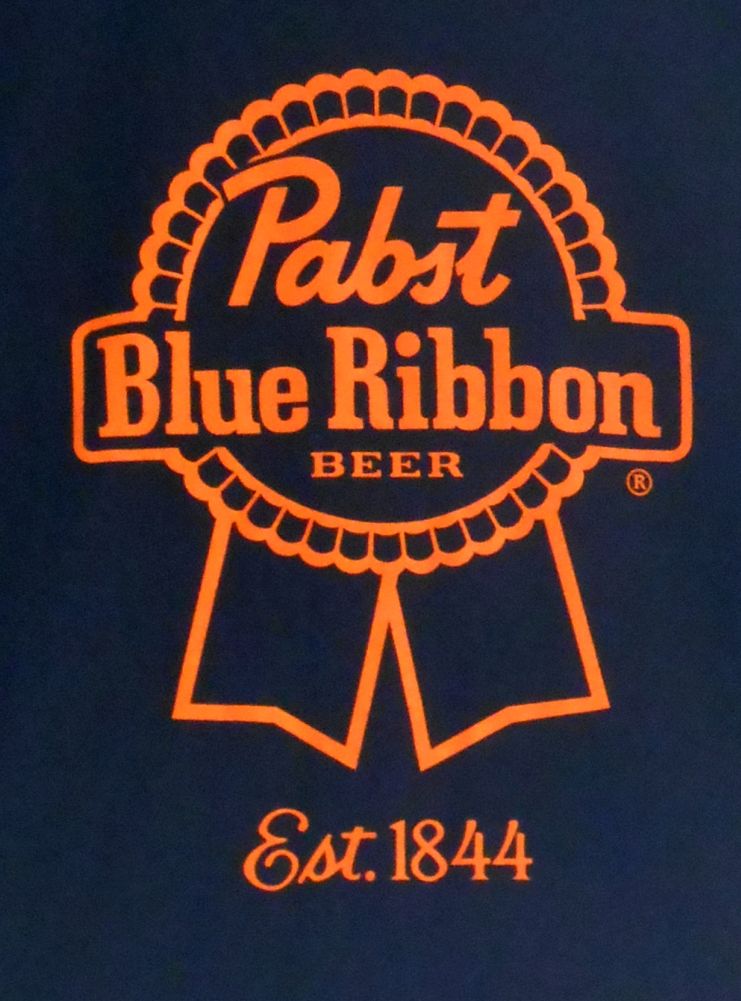 Pabst
Blue Ribbon
BEER
®
Est. 1844